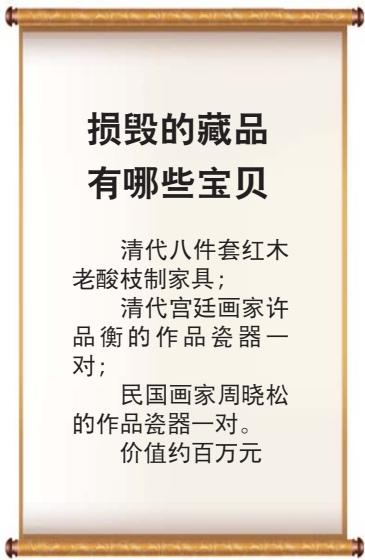 损毁的藏品
有哪些宝贝
清代八件套红木
老酸枝制家具；
清代宫廷画家许
品衡的作品瓷器一
对；
民国画家周晓松
的作品瓷器一对。
价值约百万元